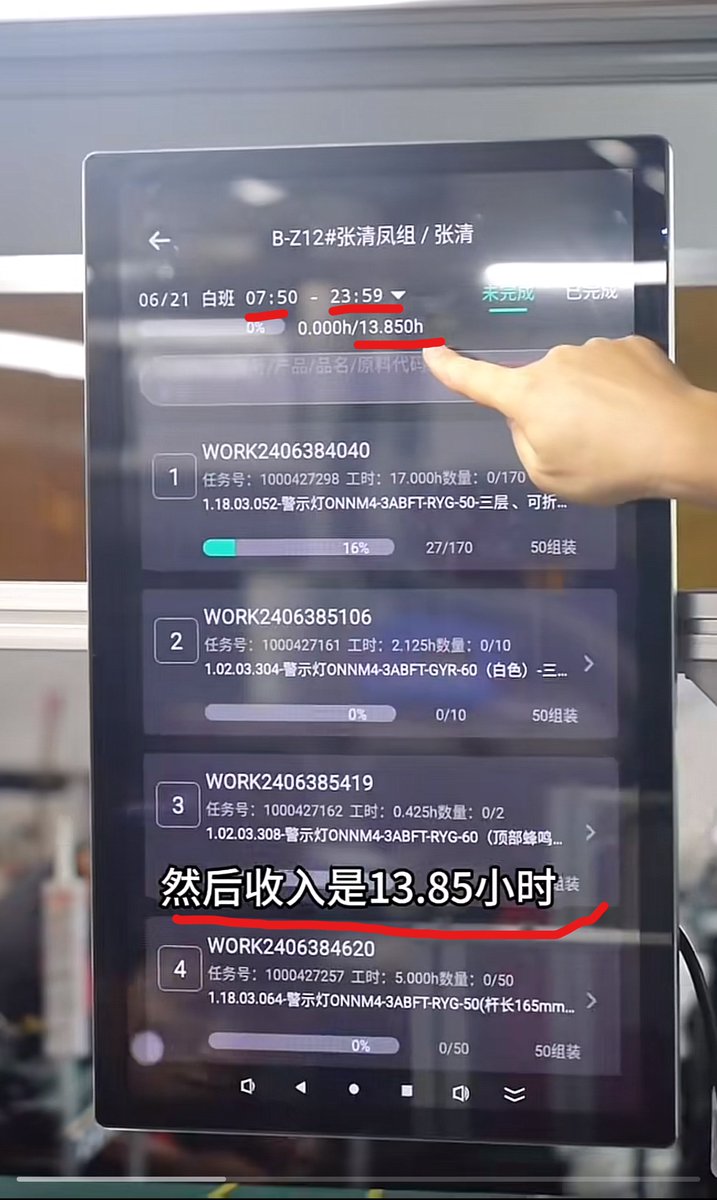 B-Z12#张清凤组 / 张清
06/21 白班 07:50 - 23:59
未完成
已完成
0% 0.000h/13.850h
/产品/品名/原料代码
1
WORK2406384040
任务号：1000427298 工时：17.000h数量：0/170
1.18.03.052-警示灯ONNM4-3ABFT-RYG-50-三层、可折...
16% 27/170 50组装
2
WORK2406385106
任务号：1000427161 工时：2.125h数量：0/10
1.02.03.304-警示灯ONNM4-3ABFT-GYR-60（白色）-三...
0% 0/10 50组装
3
WORK2406385419
任务号：1000427162 工时：0.425h数量：0/2
1.02.03.308-警示灯ONNM4-3ABFT-RYG-60（顶部蜂鸣...
组装
然后收入是13.85小时
4
WORK2406384620
任务号：1000427257 工时：5.000h数量：0/50
1.18.03.064-警示灯ONNM4-3ABFT-RYG-50(杆长165mm...
0% 0/50 50组装